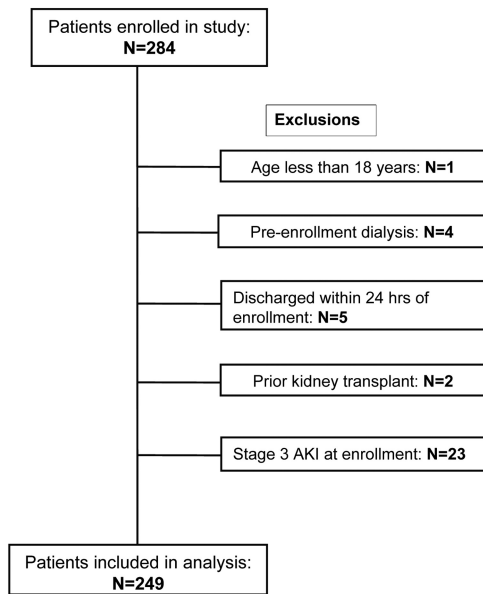 Patients enrolled in study:
N=284
Exclusions
Age less than 18 years: N=1
Pre-enrollment dialysis: N=4
Discharged within 24 hrs of
enrollment: N=5
Prior kidney transplant: N=2
Stage 3 AKI at enrollment: N=23
Patients included in analysis:
N=249